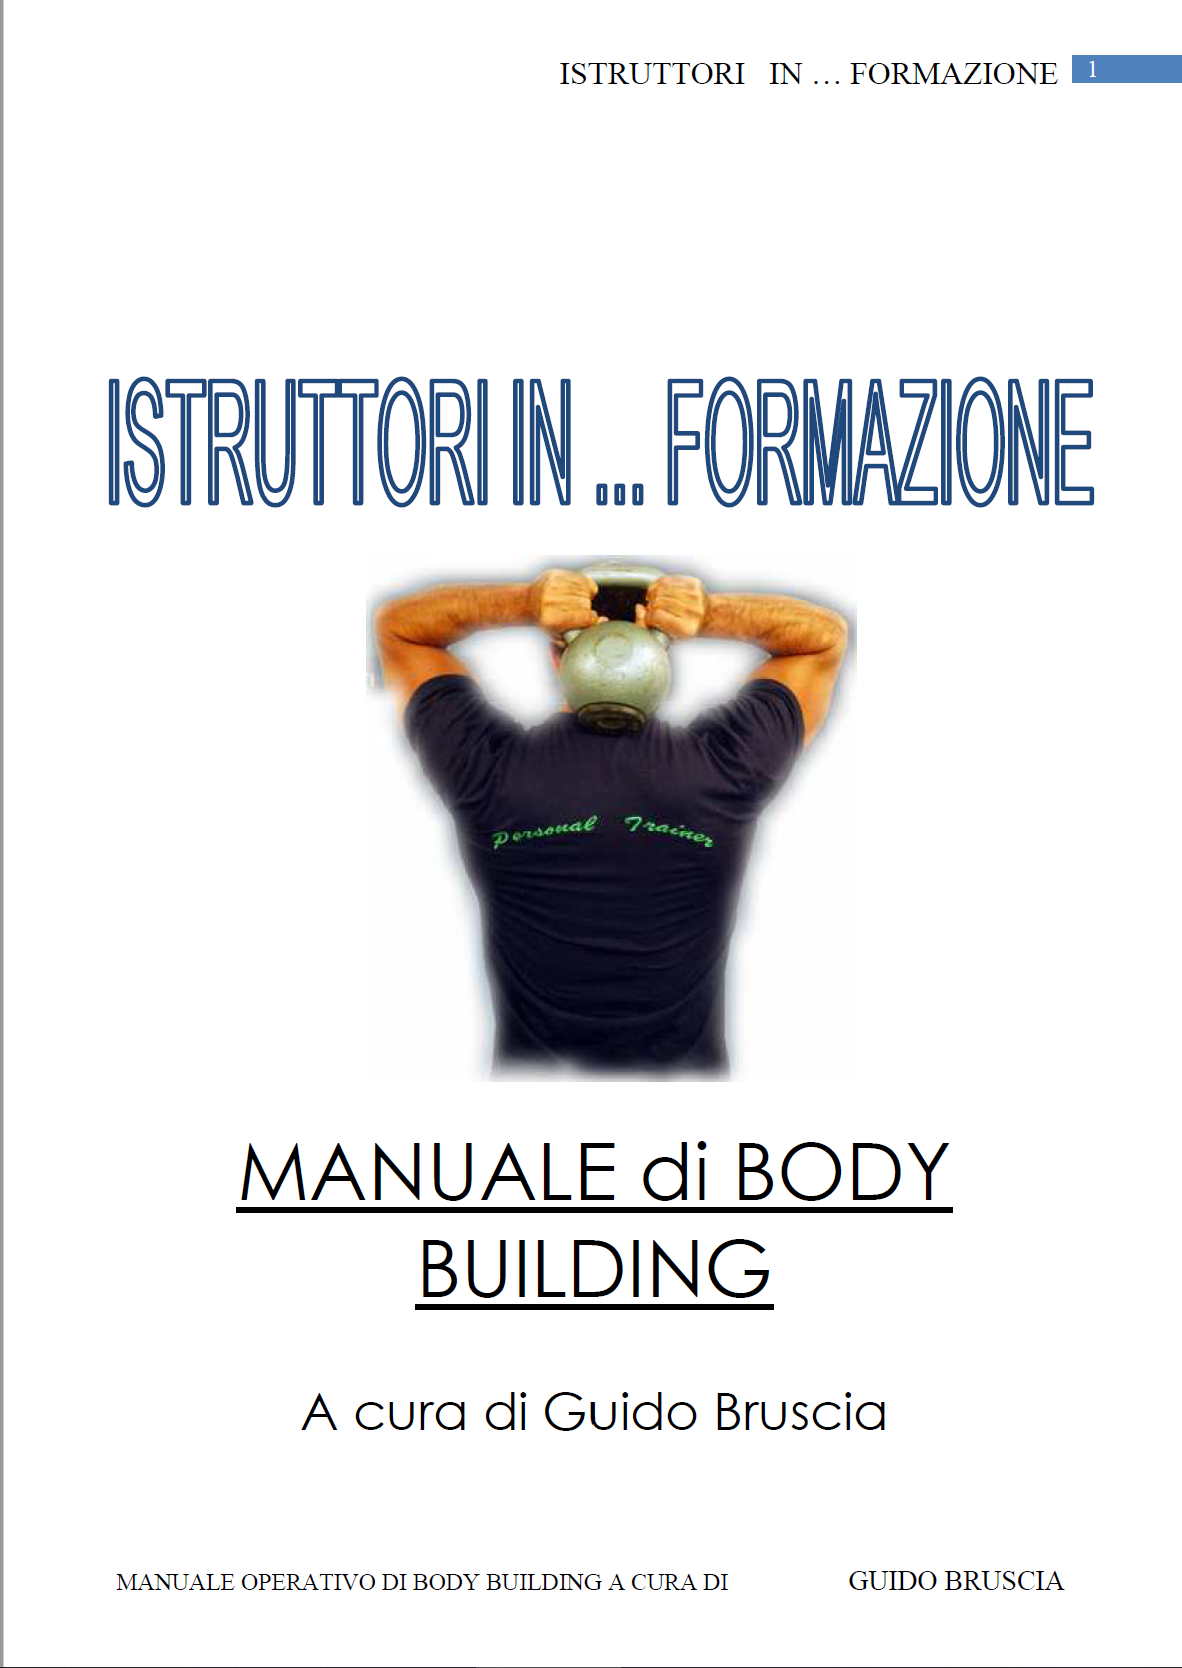 ISTRUTTORI IN … FORMAZIONE 1
ISTRUTTORI IN ... FORMAZIONE
Personal Trainer
MANUALE di BODY
BUILDING
A cura di Guido Bruscia
MANUALE OPERATIVO DI BODY BUILDING A CURA DI GUIDO BRUSCIA